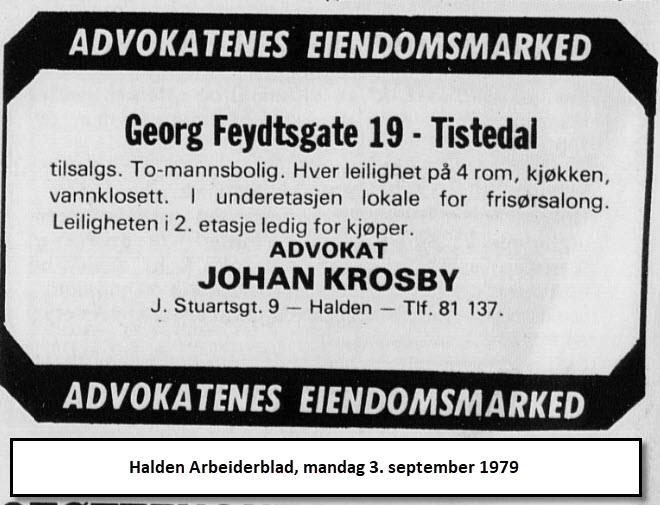 ADVOKATENES EIENDOMSMARKED
Georg Feydtsgate 19 - Tistedal
tilsalgs. To-mannsbolig. Hver leilighet på 4 rom, kjøkken,
vannklosett. I underetasjen lokale for frisørsalong.
Leiligheten i 2. etasje ledig for kjøper.
ADVOKAT
JOHAN KROSBY
J. Stuartsgt. 9 — Halden — Tlf. 81 137.
ADVOKATENES EIENDOMSMARKED
Halden Arbeiderblad, mandag 3. september 1979